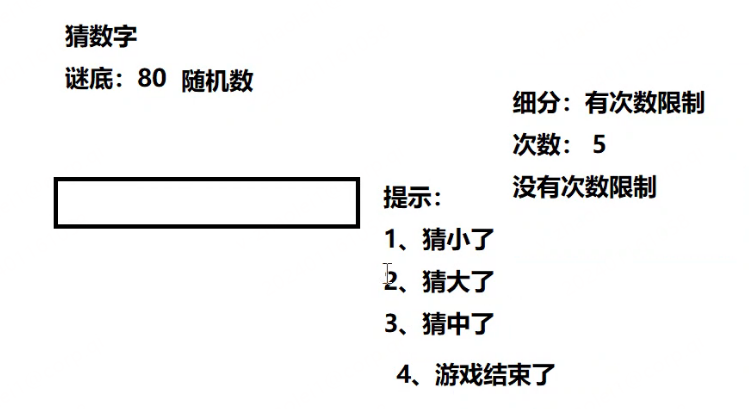 猜数字
谜底：80 随机数
细分：有次数限制
次数： 5
没有次数限制
提示：
1、猜小了
2、猜大了
3、猜中了
4、游戏结束了